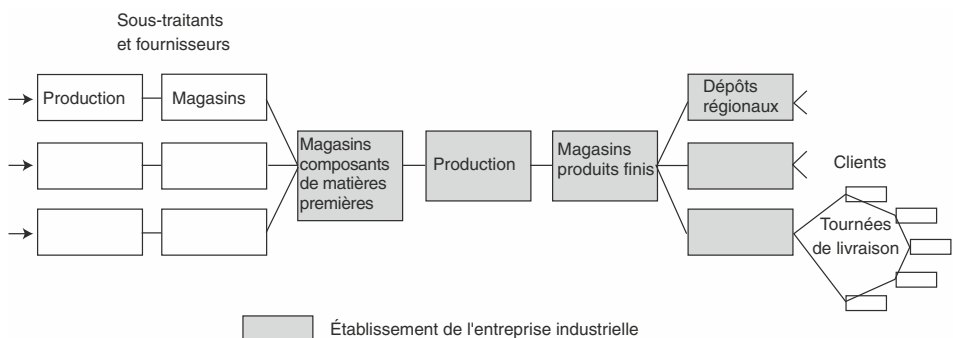 Sous-traitants
et fournisseurs
Production
Magasins
Magasins
composants
de matières
premières
Production
Magasins
produits finis
Dépôts
régionaux
Clients
Tournées
de livraison
Établissement de l'entreprise industrielle